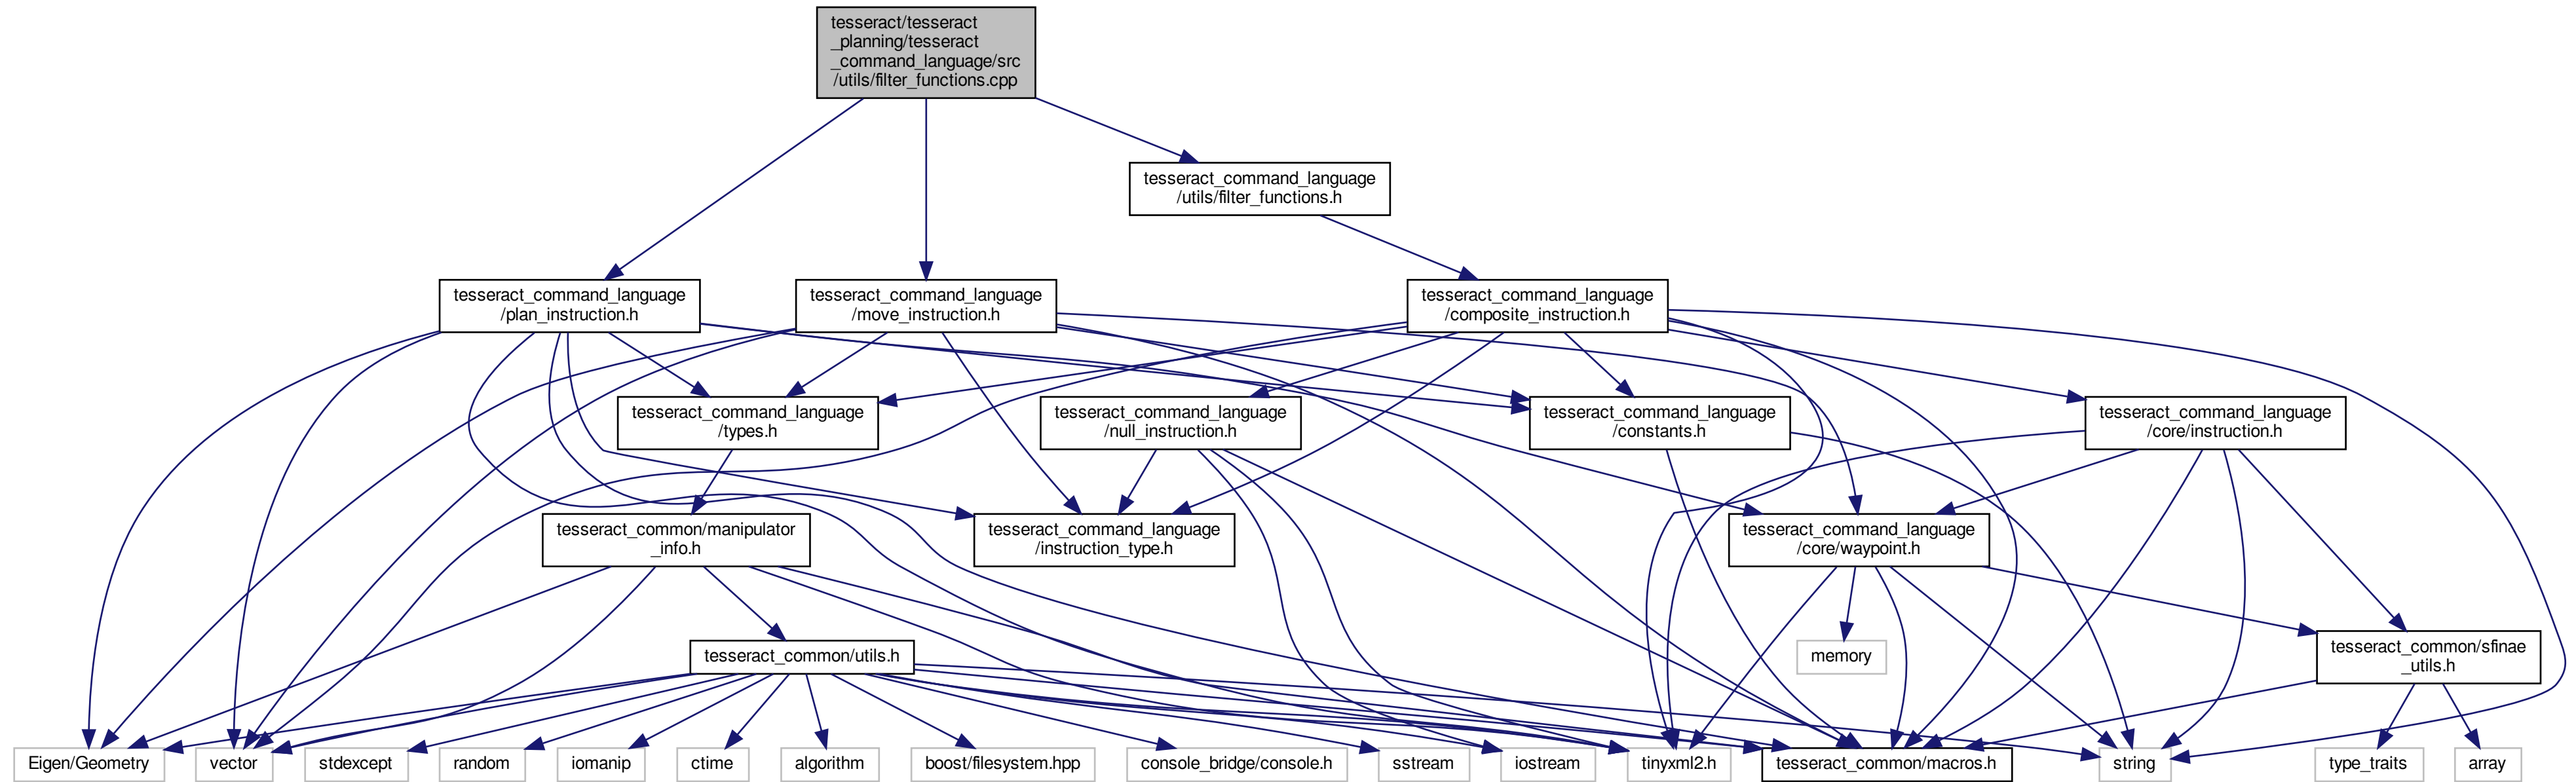 tesseract/tesseract
_planning/tesseract
_command_language/src
/utils/filter_functions.cpp
tesseract_command_language
/utils/filter_functions.h
tesseract_command_language
/plan_instruction.h
tesseract_command_language
/move_instruction.h
tesseract_command_language
/composite_instruction.h
tesseract_command_language
/types.h
tesseract_command_language
/null_instruction.h
tesseract_command_language
/constants.h
tesseract_command_language
/core/instruction.h
tesseract_common/manipulator
_info.h
tesseract_command_language
/instruction_type.h
tesseract_command_language
/core/waypoint.h
tesseract_common/utils.h
memory
tesseract_common/sfinae
_utils.h
Eigen/Geometry
vector
stdexcept
random
iomanip
ctime
algorithm
boost/filesystem.hpp
console_bridge/console.h
sstream
iostream
tinyxml2.h
tesseract_common/macros.h
string
type_traits
array